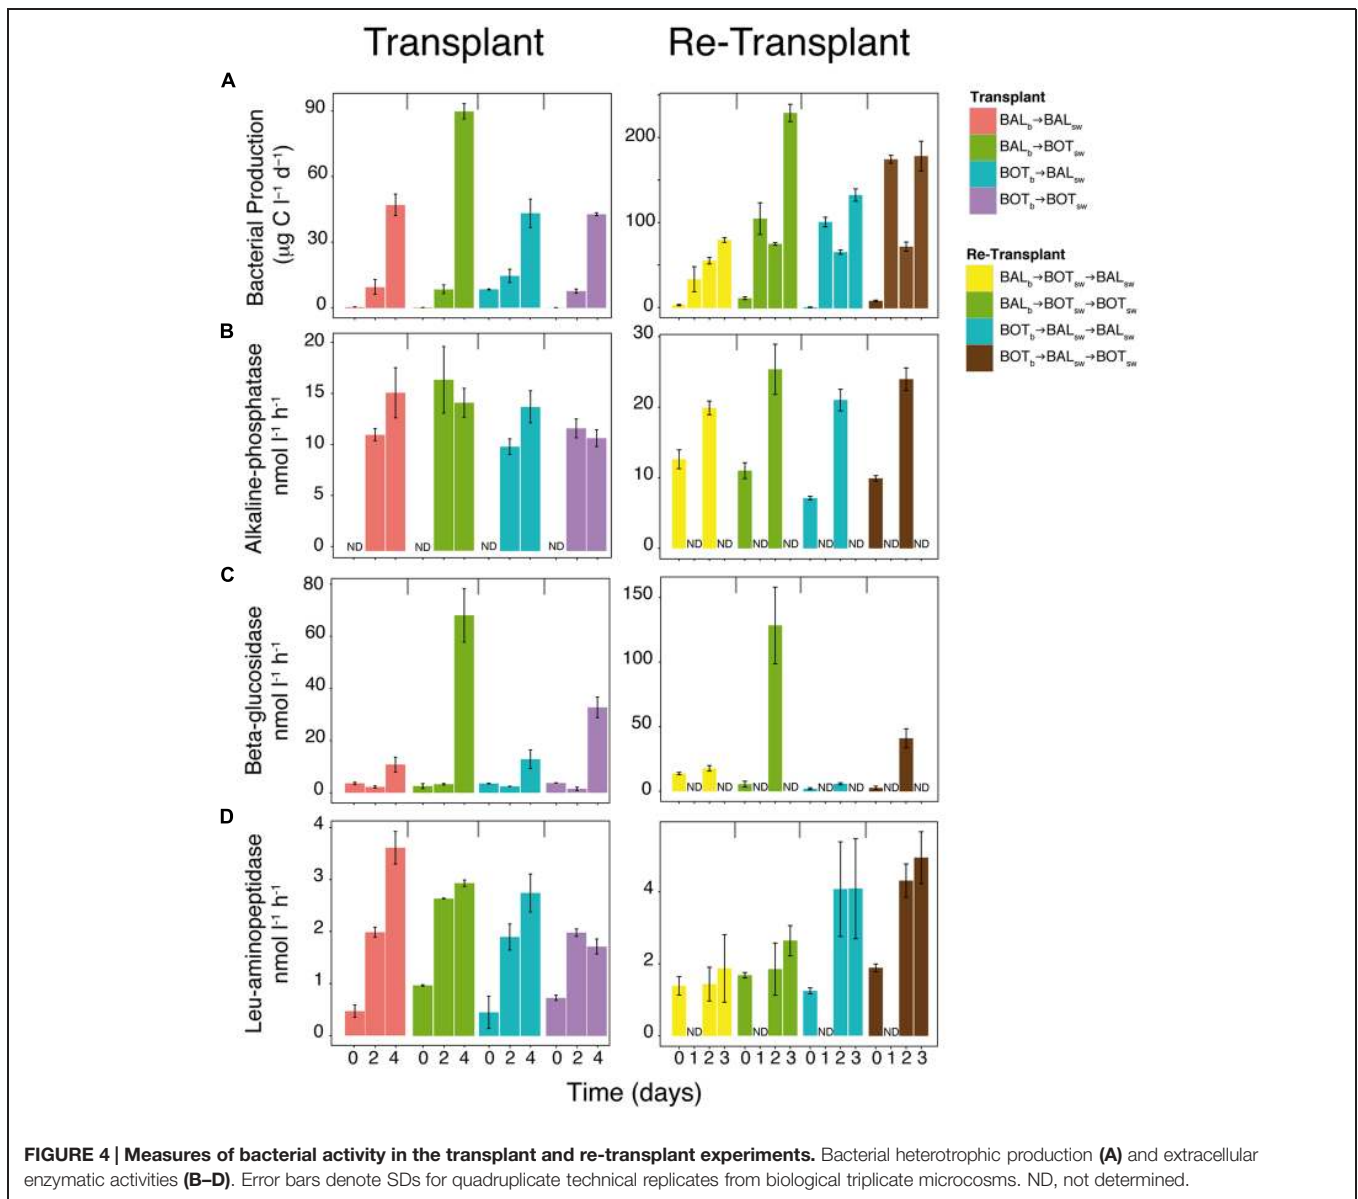 Transplant
Re-Transplant
A
Bacterial Production
(μg C l⁻¹ d⁻¹)
90
60
30
0
200
100
0
Transplant
BALb→BALsw
BALb→BOTsw
BOTb→BALsw
BOTb→BOTsw
Re-Transplant
BALb→BOTsw→BALsw
BALb→BOTsw→BOTsw
BOTb→BALsw→BALsw
BOTb→BALsw→BOTsw
B
Alkaline-phosphatase
nmol l⁻¹ h⁻¹
20
15
10
5
0
ND ND ND ND
30
20
10
0
ND ND ND ND ND ND ND ND
C
Beta-glucosidase
nmol l⁻¹ h⁻¹
80
60
40
20
0
150
100
50
0
ND ND ND ND ND ND ND ND
D
Leu-aminopeptidase
nmol l⁻¹ h⁻¹
4
3
2
1
0
4
2
0
ND ND ND ND
0 2 4 0 2 4 0 2 4 0 2 4
0 1 2 3 0 1 2 3 0 1 2 3 0 1 2 3
Time (days)
FIGURE 4 | Measures of bacterial activity in the transplant and re-transplant experiments. Bacterial heterotrophic production (A) and extracellular
enzymatic activities (B–D). Error bars denote SDs for quadruplicate technical replicates from biological triplicate microcosms. ND, not determined.